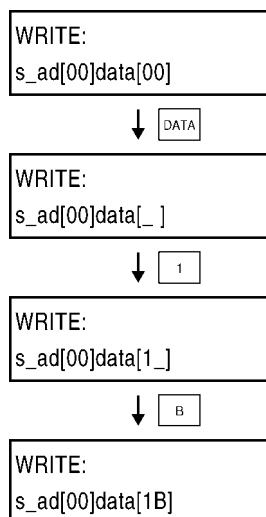 WRITE:
s_ad[00]data[00]
DATA
WRITE:
s_ad[00]data[_ ]
1
WRITE:
s_ad[00]data[1_]
B
WRITE:
s_ad[00]data[1B]